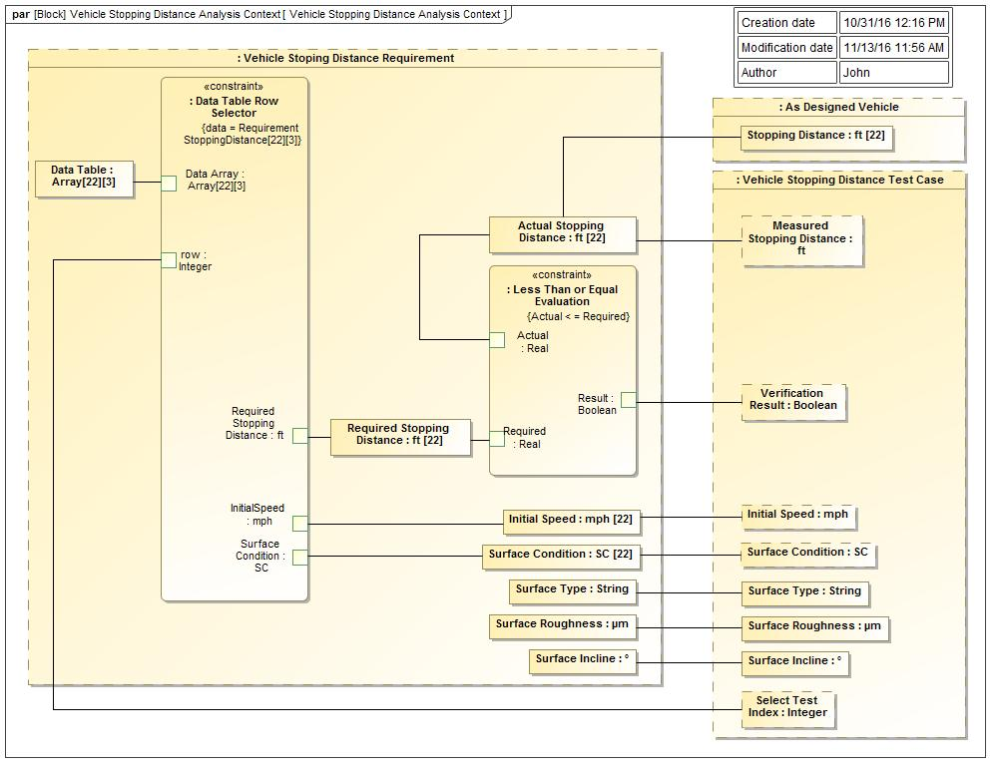 par [Block] Vehicle Stopping Distance Analysis Context[ Vehicle Stopping Distance Analysis Context ]
Creation date 10/31/16 12:16 PM
Modification date 11/13/16 11:56 AM
Author John
: Vehicle Stoping Distance Requirement
«constraint»
: Data Table Row
Selector
{data = Requirement
StoppingDistance[22][3]}
Data Table :
Array[22][3]
Data Array :
Array[22][3]
row :
Integer
Required
Stopping
Distance : ft
InitialSpeed
: mph
Surface
Condition :
SC
Required Stopping
Distance : ft [22]
Actual Stopping
Distance : ft [22]
«constraint»
: Less Than or Equal
Evaluation
{Actual < = Required}
Actual
: Real
Result :
Boolean
Required
: Real
Initial Speed : mph [22]
Surface Condition : SC [22]
Surface Type : String
Surface Roughness : µm
Surface Incline : °
: As Designed Vehicle
Stopping Distance : ft [22]
: Vehicle Stopping Distance Test Case
Measured
Stopping Distance :
ft
Verification
Result : Boolean
Initial Speed : mph
Surface Condition : SC
Surface Type : String
Surface Roughness : µm
Surface Incline : °
Select Test
Index : Integer